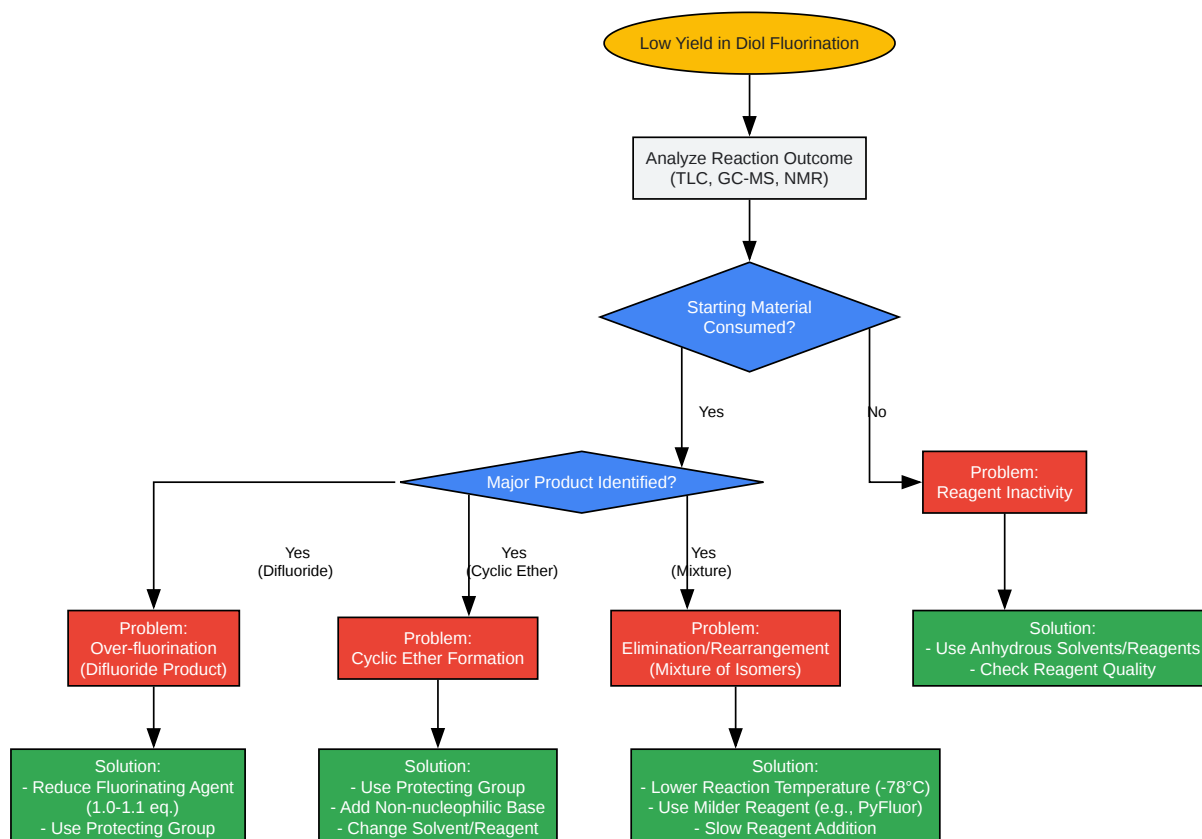 Low Yield in Diol Fluorination
Analyze Reaction Outcome
(TLC, GC-MS, NMR)
Starting Material
Consumed?
Yes
No
Major Product Identified?
Problem:
Reagent Inactivity
Yes
(Difluoride)
Yes
(Cyclic Ether)
Yes
(Mixture)
Problem:
Over-fluorination
(Difluoride Product)
Problem:
Cyclic Ether Formation
Problem:
Elimination/Rearrangement
(Mixture of Isomers)
Solution:
- Use Anhydrous Solvents/Reagents
- Check Reagent Quality
Solution:
- Reduce Fluorinating Agent
(1.0-1.1 eq.)
- Use Protecting Group
Solution:
- Use Protecting Group
- Add Non-nucleophilic Base
- Change Solvent/Reagent
Solution:
- Lower Reaction Temperature (-78°C)
- Use Milder Reagent (e.g., PyFluor)
- Slow Reagent Addition